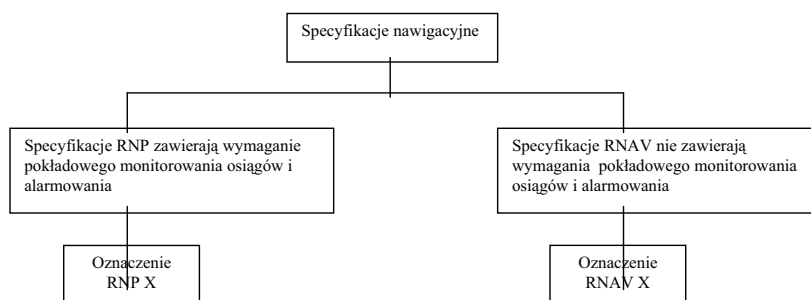 Specyfikacje nawigacyjne
Specyfikacje RNP zawierają wymaganie
pokładowego monitorowania osiągów i
alarmowania
Specyfikacje RNAV nie zawierają
wymagania pokładowego monitorowania
osiągów i alarmowania
Oznaczenie
RNP X
Oznaczenie
RNAV X